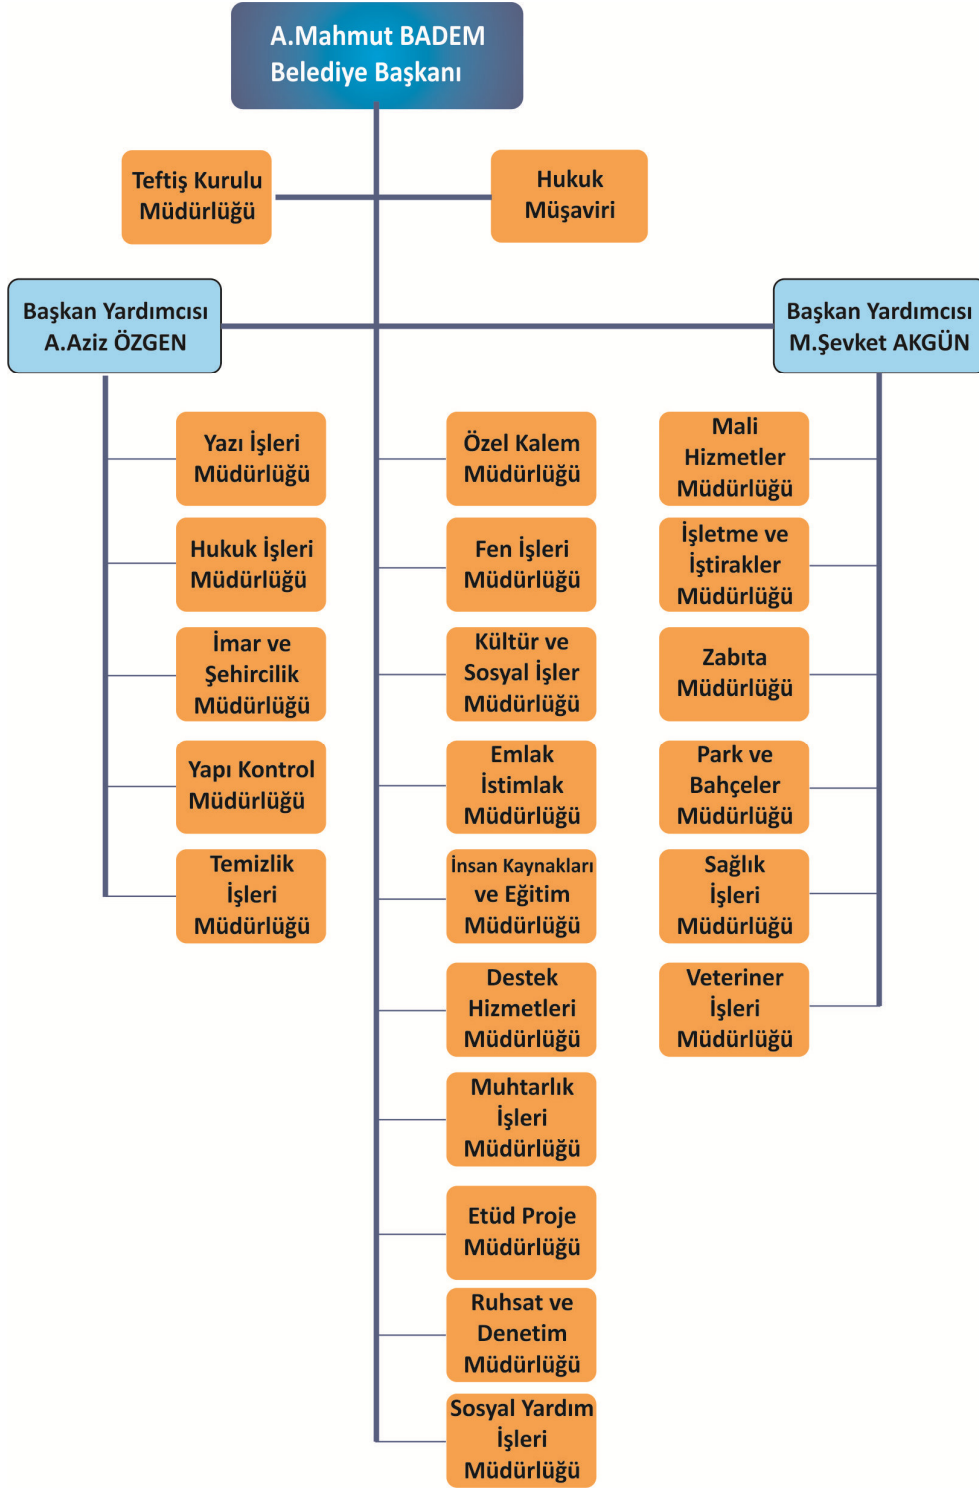 A.Mahmut BADEM
Belediye Başkanı
Teftiş Kurulu
Müdürlüğü
Hukuk
Müşaviri
Başkan Yardımcısı
A.Aziz ÖZGEN
Başkan Yardımcısı
M.Şevket AKGÜN
Yazı İşleri
Müdürlüğü
Hukuk İşleri
Müdürlüğü
İmar ve
Şehircilik
Müdürlüğü
Yapı Kontrol
Müdürlüğü
Temizlik
İşleri
Müdürlüğü
Özel Kalem
Müdürlüğü
Fen İşleri
Müdürlüğü
Kültür ve
Sosyal İşler
Müdürlüğü
Emlak
İstimlak
Müdürlüğü
İnsan Kaynakları
ve Eğitim
Müdürlüğü
Destek
Hizmetleri
Müdürlüğü
Muhtarlık
İşleri
Müdürlüğü
Etüd Proje
Müdürlüğü
Ruhsat ve
Denetim
Müdürlüğü
Sosyal Yardım
İşleri
Müdürlüğü
Mali
Hizmetler
Müdürlüğü
İşletme ve
İştirakler
Müdürlüğü
Zabıta
Müdürlüğü
Park ve
Bahçeler
Müdürlüğü
Sağlık
İşleri
Müdürlüğü
Veteriner
İşleri
Müdürlüğü